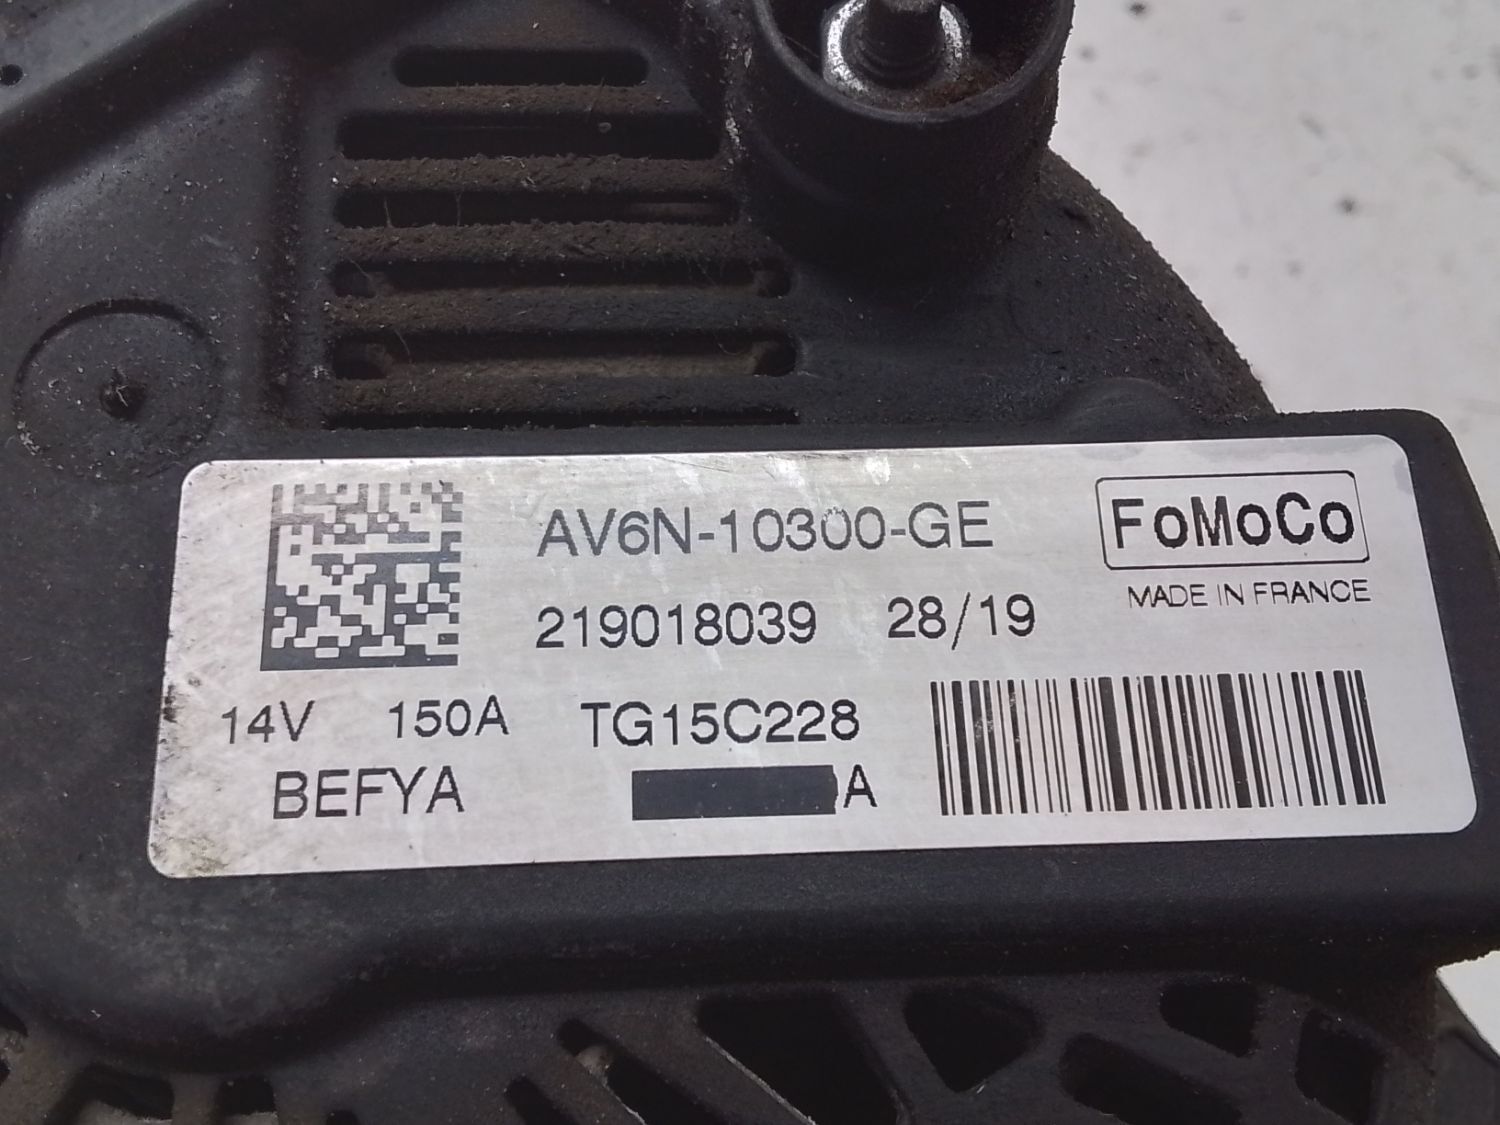 AV6N-10300-GE
FoMoCo
MADE IN FRANCE
219018039 28/19
14V 150A TG15C228
BEFYA A